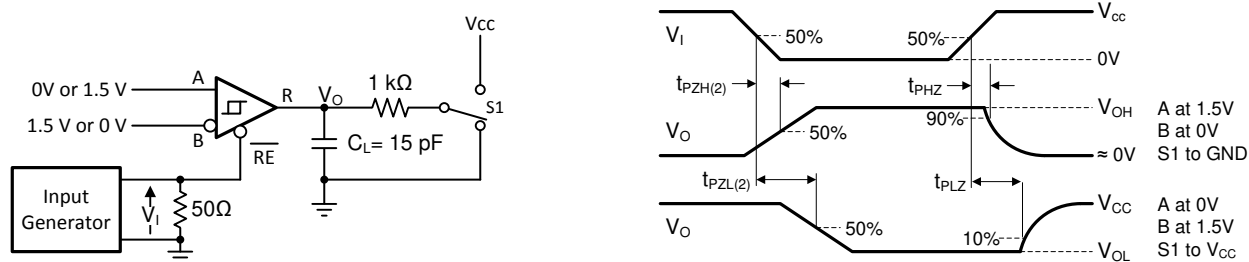 Vcc
0V or 1.5 V
A
1 kΩ
R
V_O
S1
1.5 V or 0 V
B
C_L= 15 pF
RE
Input
Generator
V_I
50Ω
V_I
50%
50%
V_cc
0V
t_PZH(2)
t_PHZ
V_O
50%
90%
V_OH
≈ 0V
A at 1.5V
B at 0V
S1 to GND
t_PZL(2)
t_PLZ
V_O
50%
10%
V_CC
V_OL
A at 0V
B at 1.5V
S1 to V_CC